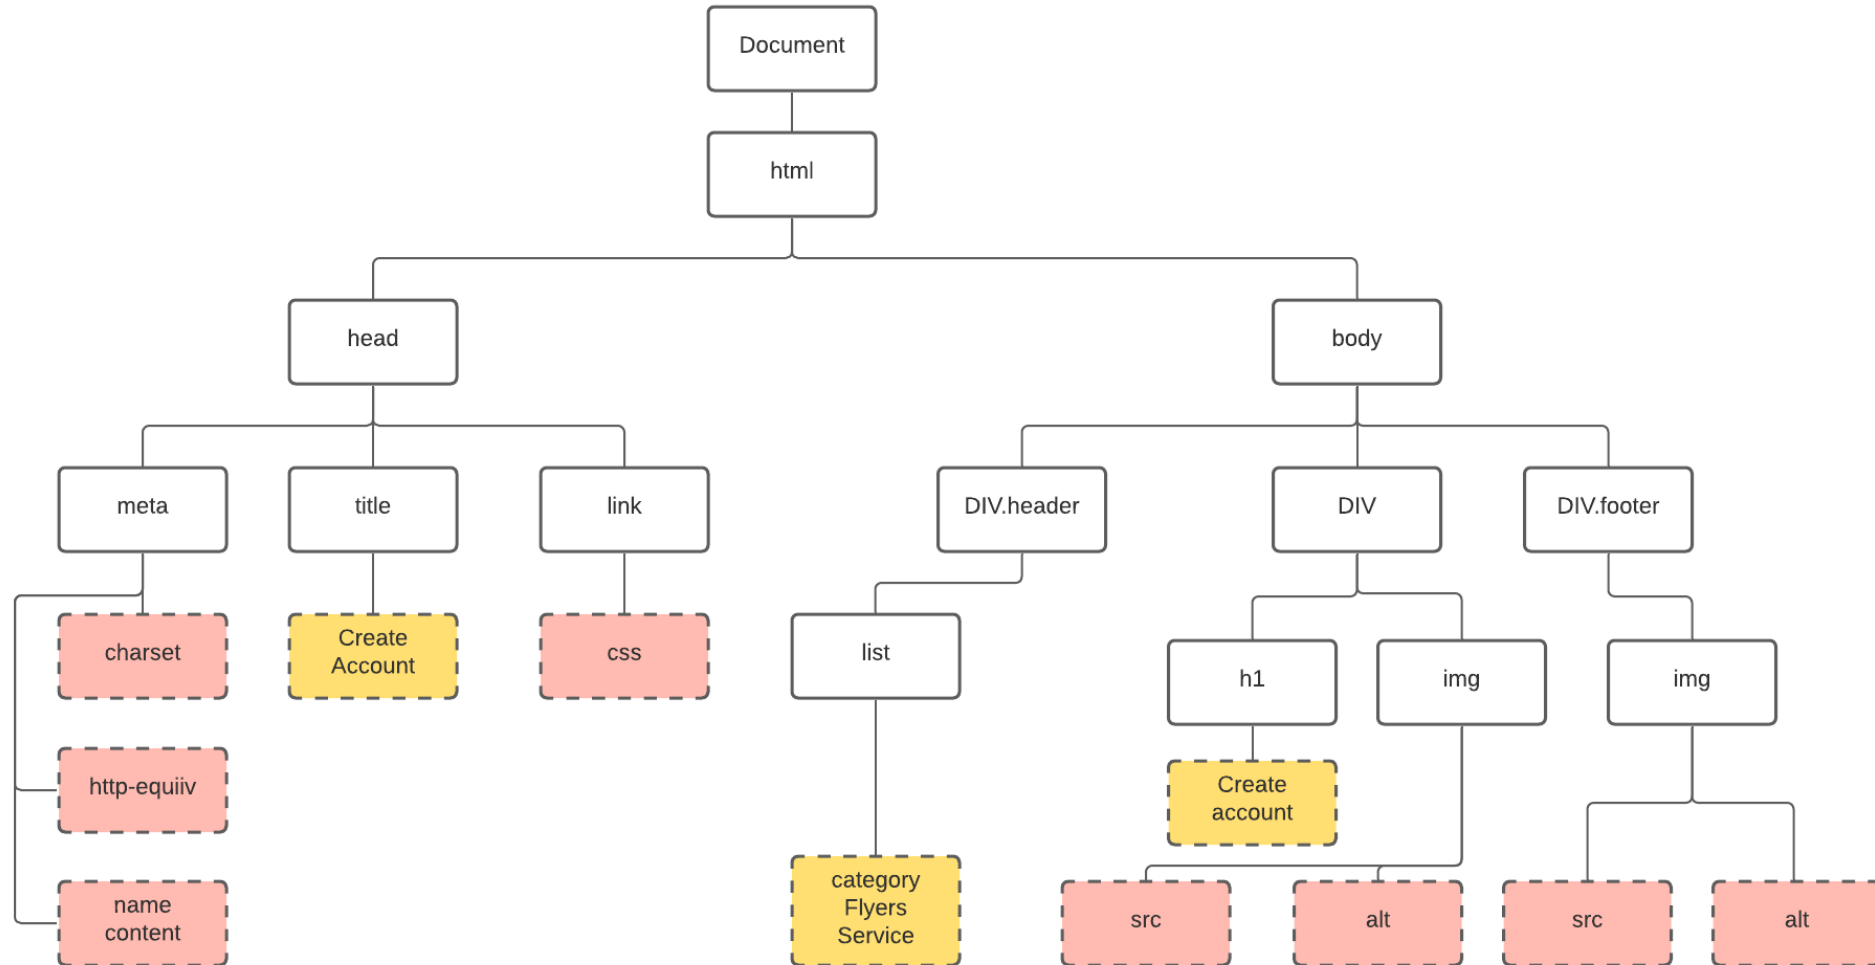 Document
html
head
body
meta
title
link
DIV.header
DIV
DIV.footer
charset
Create
Account
css
list
h1
img
img
http-equiiv
Create
account
name
content
category
Flyers
Service
src
alt
src
alt